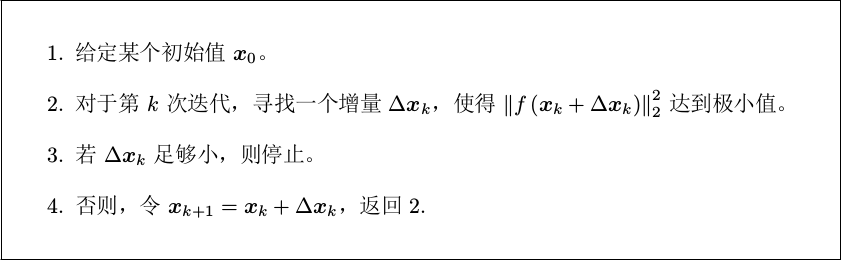 1. 给定某个初始值 $\boldsymbol{x}_0$。
2. 对于第 $k$ 次迭代，寻找一个增量 $\Delta\boldsymbol{x}_k$，使得 $\|f(\boldsymbol{x}_k + \Delta\boldsymbol{x}_k)\|_2^2$ 达到极小值。
3. 若 $\Delta\boldsymbol{x}_k$ 足够小，则停止。
4. 否则，令 $\boldsymbol{x}_{k+1} = \boldsymbol{x}_k + \Delta\boldsymbol{x}_k$，返回 2.